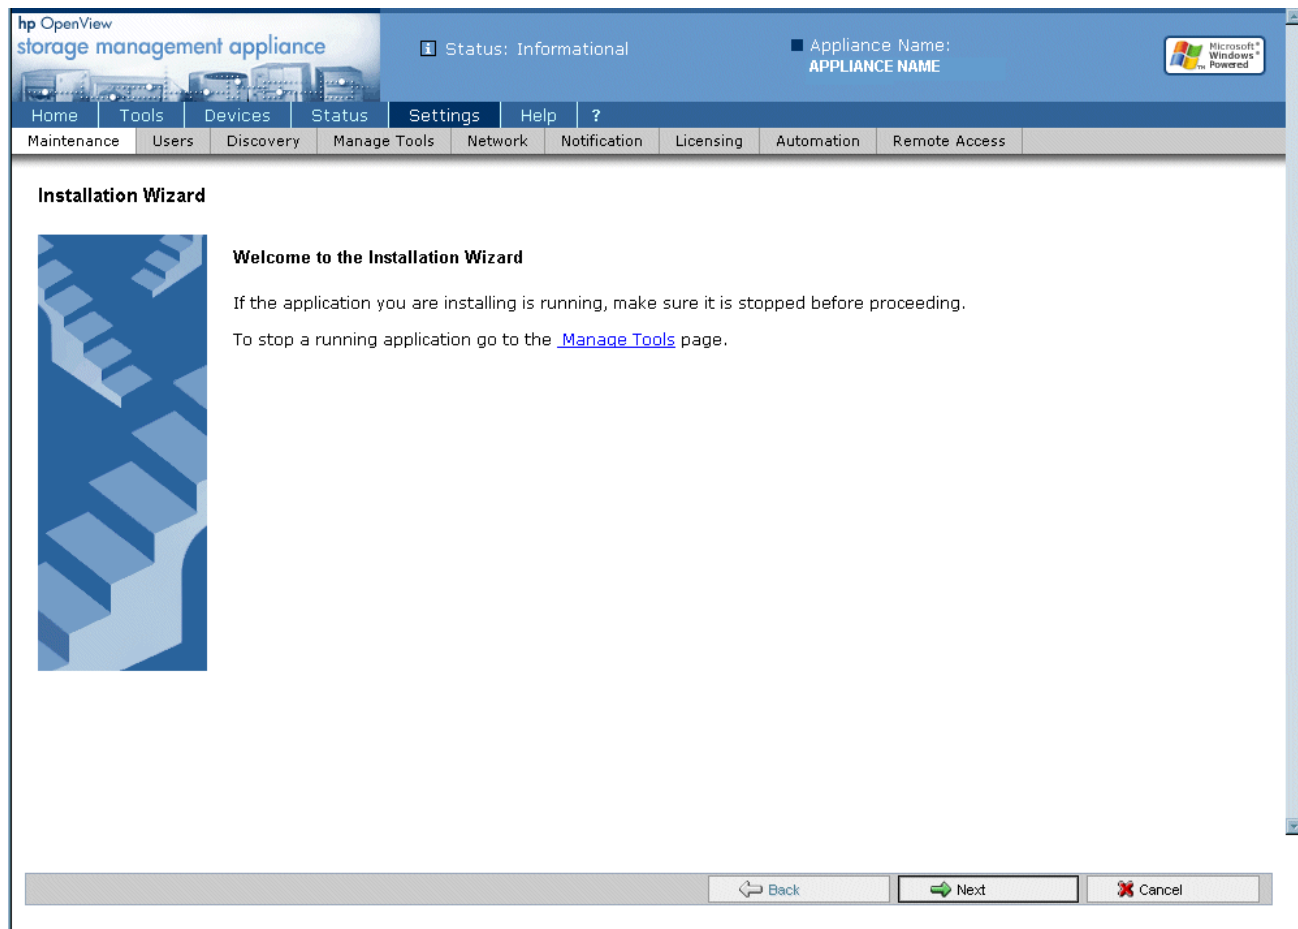 hp OpenView
storage management appliance
i Status: Informational
Appliance Name:
APPLIANCE NAME
Microsoft®
Windows®
TM Powered
Home Tools Devices Status Settings Help ?
Maintenance Users Discovery Manage Tools Network Notification Licensing Automation Remote Access
Installation Wizard
Welcome to the Installation Wizard
If the application you are installing is running, make sure it is stopped before proceeding.
To stop a running application go to the Manage Tools page.
Back Next Cancel